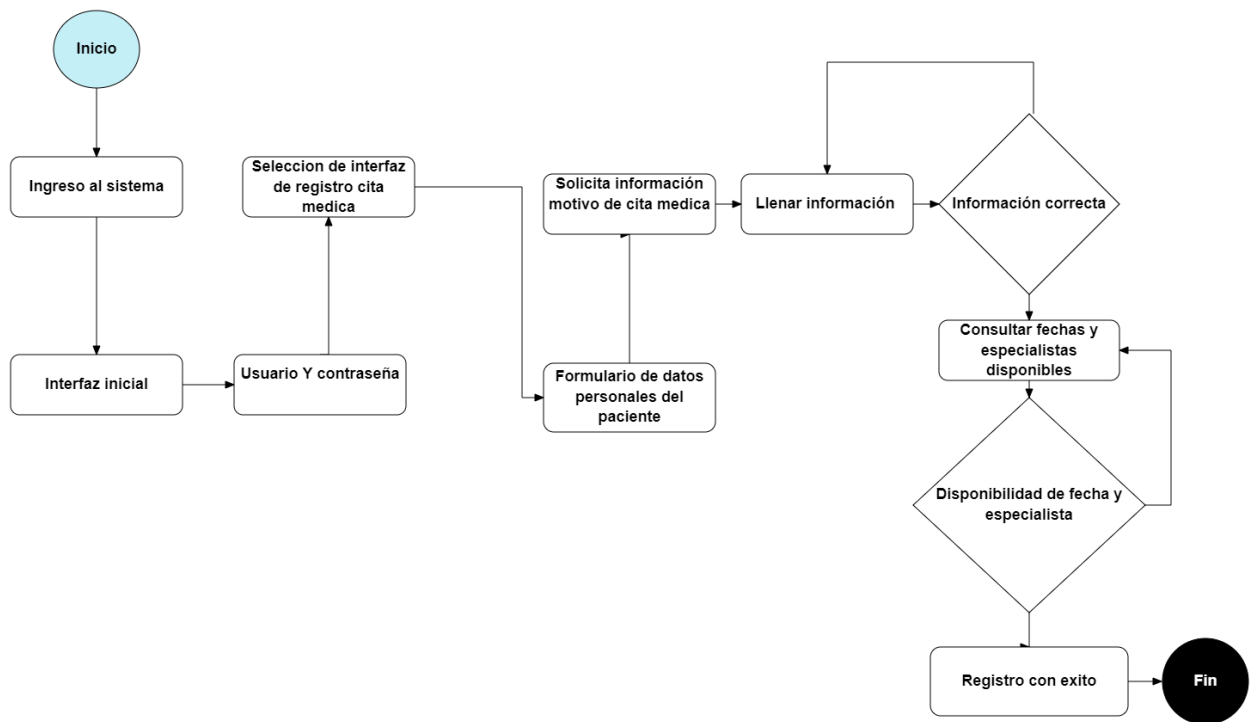 Inicio
Ingreso al sistema
Interfaz inicial
Usuario Y contraseña
Seleccion de interfaz
de registro cita
medica
Formulario de datos
personales del
paciente
Solicita información
motivo de cita medica
Llenar información
Información correcta
Consultar fechas y
especialistas
disponibles
Disponibilidad de fecha y
especialista
Registro con exito
Fin